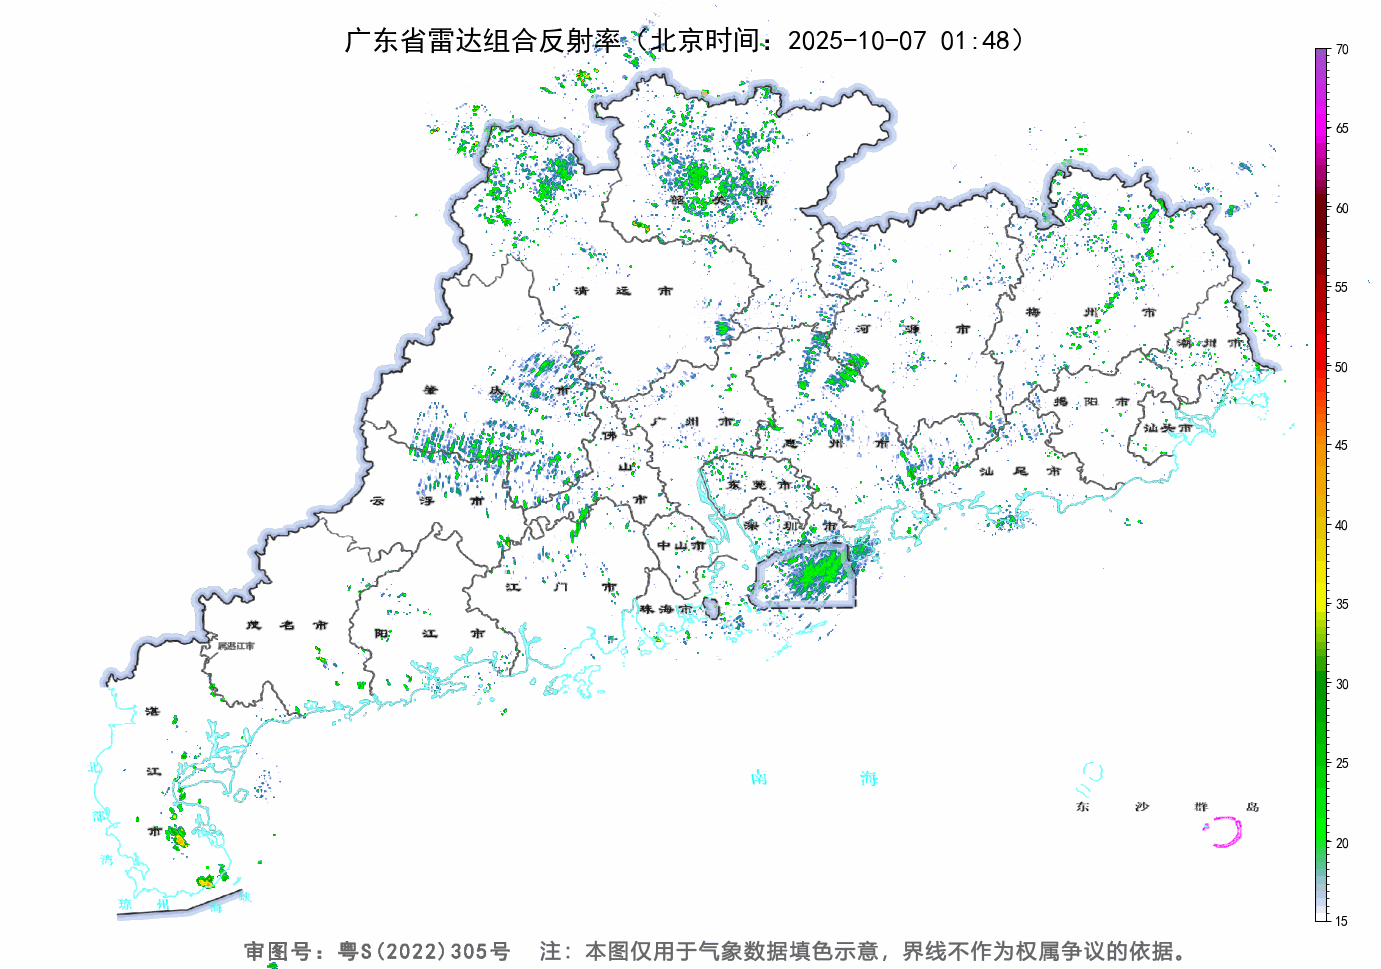 广东省雷达组合反射率（北京时间：2025-10-07 01:48）
70
65
60
55
50
45
40
35
30
25
20
15
韶关市
清远市
河源市
梅州市
潮州市
肇庆市
广州市
佛山市
惠州市
揭阳市
汕头市
汕尾市
云浮市
东莞市
深圳市
中山市
江门市
珠海市
茂名市
阳江市
属湛江市
湛江市
北部湾
南海
东沙群岛
琼州海峡
审图号：粤S(2022)305号 注：本图仅用于气象数据填色示意，界线不作为权属争议的依据。